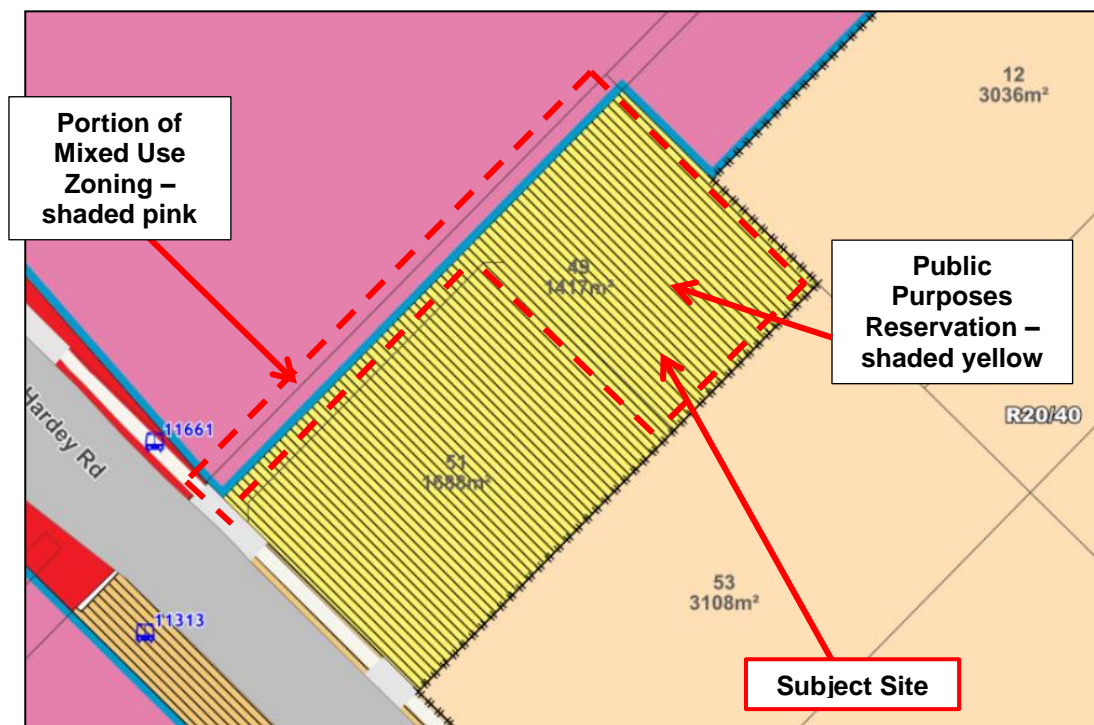 12
3036m²
Portion of
Mixed Use
Zoning –
shaded pink
49
1417m²
Public
Purposes
Reservation –
shaded yellow
R20/40
Hardey Rd
11661
51
1688m²
53
3108m²
11313
Subject Site